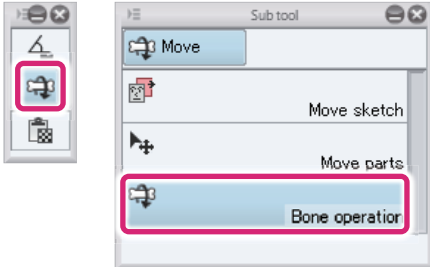 Sub tool
Move
Move sketch
Move parts
Bone operation